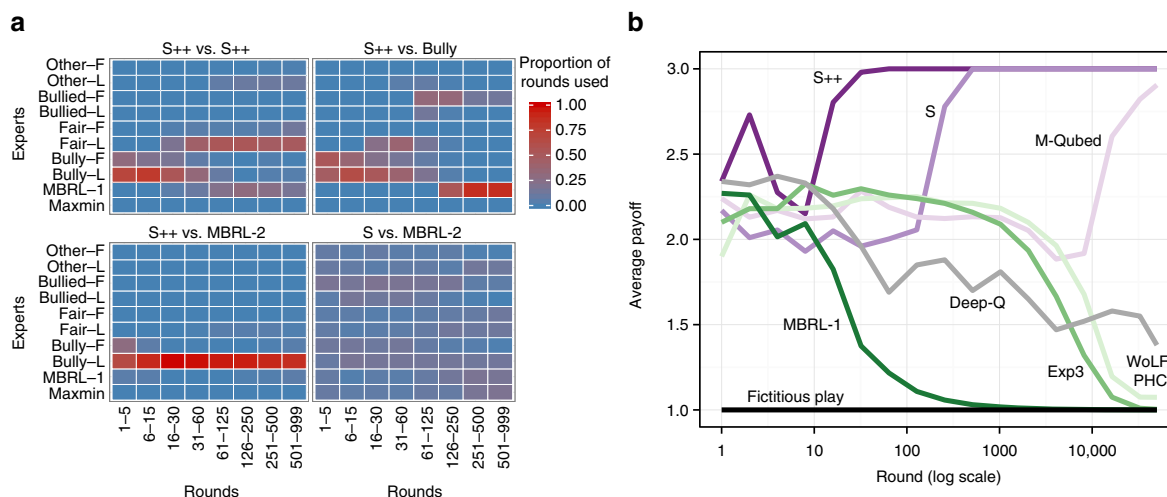 a
S++ vs. S++
S++ vs. Bully
Experts
Other–F
Other–L
Bullied–F
Bullied–L
Fair–F
Fair–L
Bully–F
Bully–L
MBRL–1
Maxmin
Proportion of
rounds used
1.00
0.75
0.50
0.25
0.00
S++ vs. MBRL-2
S vs. MBRL-2
Experts
Other–F
Other–L
Bullied–F
Bullied–L
Fair–F
Fair–L
Bully–F
Bully–L
MBRL–1
Maxmin
1–5
6–15
16–30
31–60
61–125
126–250
251–500
501–999
1–5
6–15
16–30
31–60
61–125
126–250
251–500
501–999
Rounds
Rounds
b
Average payoff
3.0
2.5
2.0
1.5
1.0
S++
S
M-Qubed
Deep-Q
MBRL-1
Exp3
WoLF
PHC
Fictitious play
1
10
100
1000
10,000
Round (log scale)